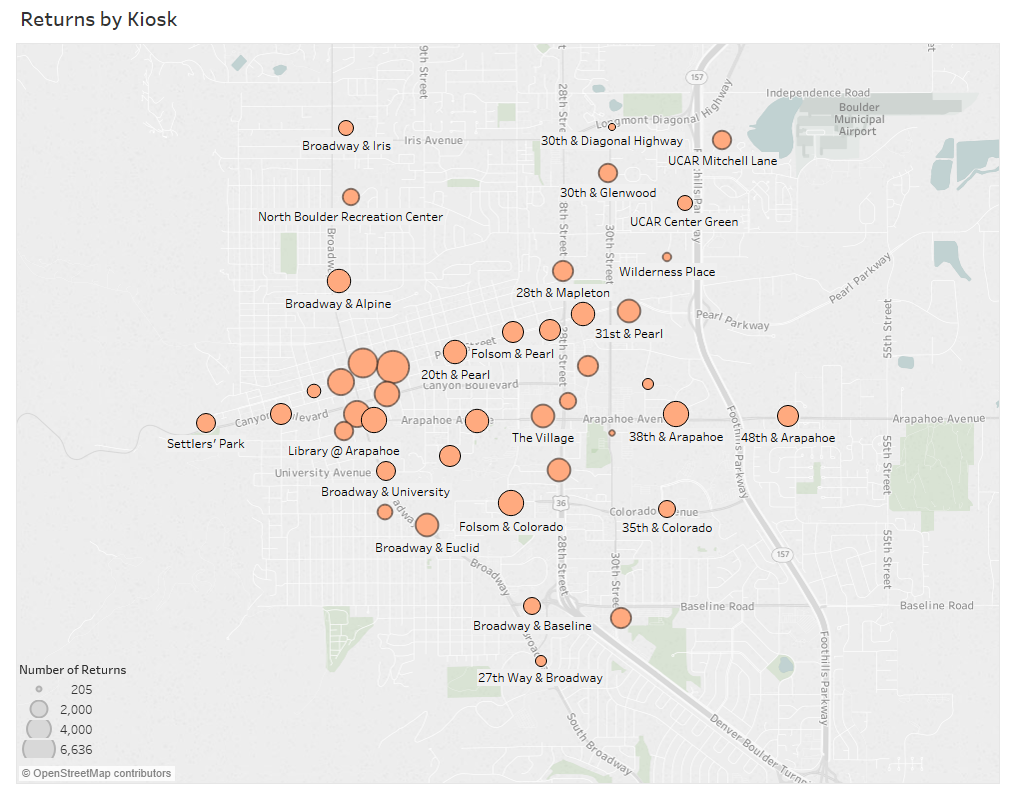 Returns by Kiosk
9th Street
28th Street
157
Independence Road
Boulder
Municipal
Airport
Longmont Diagonal Highway
Broadway & Iris
Iris Avenue
30th & Diagonal Highway
UCAR Mitchell Lane
30th & Glenwood
North Boulder Recreation Center
UCAR Center Green
Broadway
8th Street
30th Street
Wilderness Place
Pearl Parkway
28th & Mapleton
Broadway & Alpine
Pearl Parkway
31st & Pearl
55th Street
28th Street
Folsom & Pearl
20th & Pearl
Canyon Boulevard
Arapahoe Avenue
Arapahoe Avenue
Settlers' Park
The Village
38th & Arapahoe
48th & Arapahoe
Library @ Arapahoe
University Avenue
Broadway & University
Foothills Parkway
55th Street
36
Colorado Avenue
Folsom & Colorado
35th & Colorado
Broadway & Euclid
28th Street
30th Street
157
55th Street
Broadway
Baseline Road
Baseline Road
Broadway & Baseline
27th Way & Broadway
Foothills Parkway
South Broadway
Denver-Boulder Turn
Number of Returns
205
2,000
4,000
6,636
© OpenStreetMap contributors